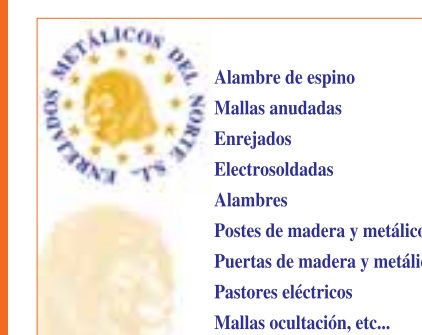 ENREJADOS METÁLICOS DEL NORTE S.L.
Alambre de espino
Mallas anudadas
Enrejados
Electrosoldadas
Alambres
Postes de madera y metálico
Puertas de madera y metáli
Pastores eléctricos
Mallas ocultación, etc...